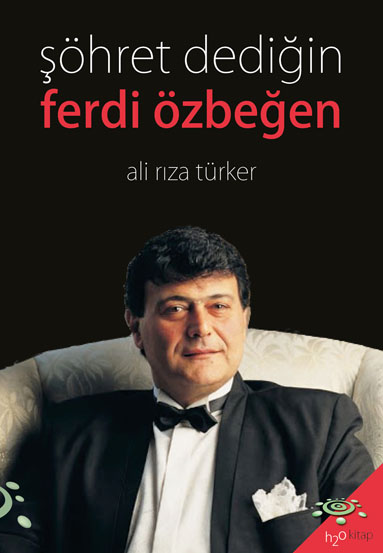 şöhret dediğin
ferdi özbeğen
ali rıza türker
h2o kitap